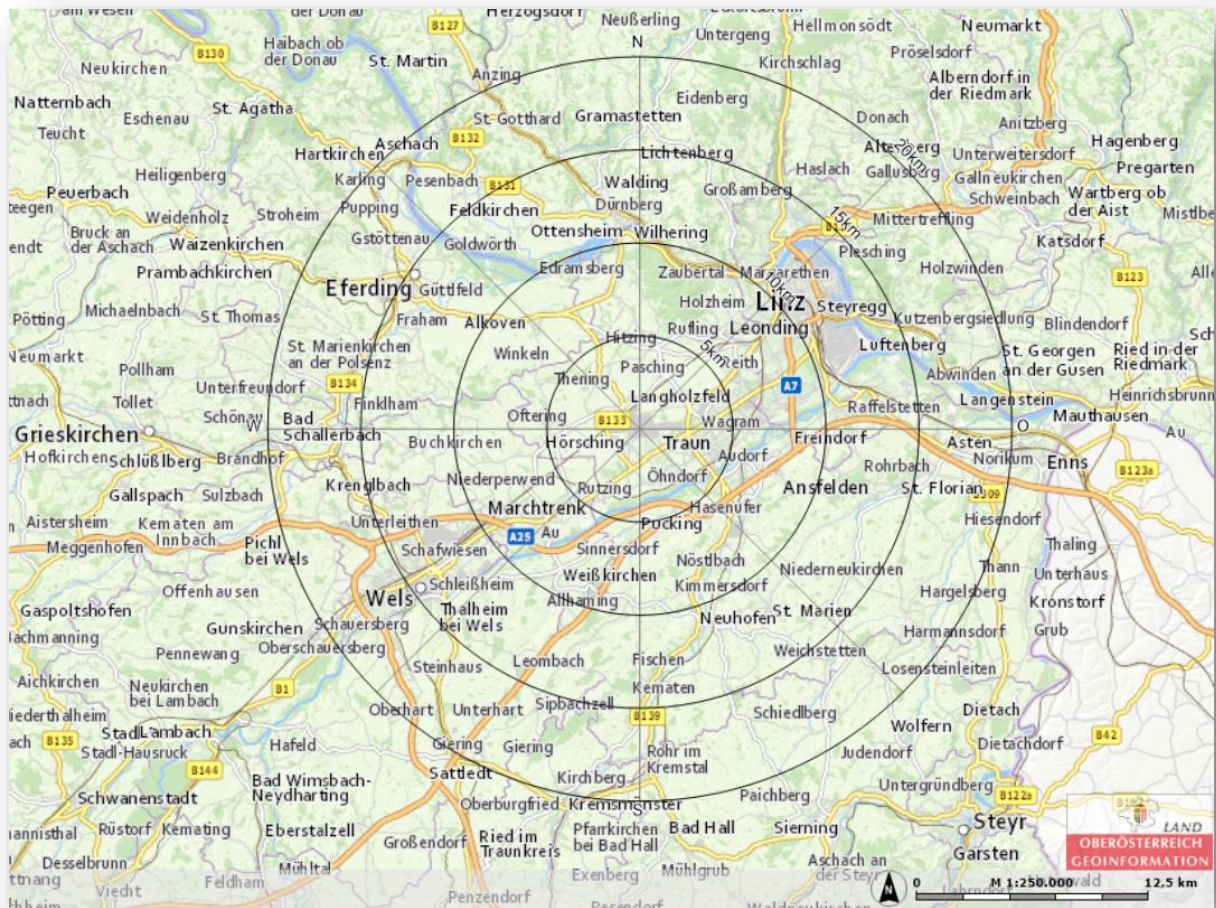 Herzogsdorf
Neußerling
Hellmonsödt
Neumarkt
B127
N
Untergeng
Haibach ob
der Donau
B130
St. Martin
Kirchschlag
Pröselsdorf
Neukirchen
Anzing
Alberndorf in
der Riedmark
Natternbach
St. Agatha
Eidenberg
Eschenau
St. Gotthard
Gramastetten
Donach
Anitzberg
Teucht
Aschach
B132
Hagenberg
Hartkirchen
Lichtenberg
20km
Unterweitersdorf
Pregarten
Heiligenberg
Karling
Pesenbach
B131
Walding
Großamberg
Haslach
Gallusberg
Gallneukirchen
Peuerbach
Dürnberg
Schweinbach
Wartberg ob
der Aist
Weidenholz
Stroheim
Pupping
Feldkirchen
15km
Mittertreffling
Bruck an
der Aschach
Waizenkirchen
Gstöttenau
Goldwörth
Ottensheim
Wilhering
Plesching
Katsdorf
Prambachkirchen
Edramsberg
Zaubertal
Margarethen
Holzwinden
B123
Eferding
Güttlfeld
10km
Michaelnbach
St. Thomas
Fraham
Alkoven
Holzheim
Linz
Steyregg
Kutzenbergsiedlung
Pötting
Hitzing
Rufling
Leonding
Blindendorf
Neumarkt
St. Marienkirchen
an der Polsenz
Winkeln
5km
Luftenberg
St. Georgen
an der Gusen
Ried in der
Riedmark
Pollham
Unterfreundorf
B134
Thening
Pasching
Reith
A7
Abwinden
Tollet
Finklham
Langholzfeld
Raffelstetten
Langenstein
Heinrichsbrunn
Schönau
W
Bad
Schallerbach
Oftering
B133
Wagram
Mauthausen
Grieskirchen
Buchkirchen
Hörsching
Traun
Freindorf
Asten
O
Au
Hofkirchen
Schlüßlberg
Brandhof
Audorf
Rohrbach
Norikum
Enns
B123a
Gallspach
Sulzbach
Krenglbach
Niederperwend
Rutzing
Öhndorf
Ansfelden
St. Florian
B309
Aistersheim
Kematen am
Innbach
Unterleithen
Marchtrenk
Hasenufer
Hiesendorf
Meggenhofen
Pichl
bei Wels
A25
Au
Pucking
Schafwiesen
Sinnersdorf
Nöstlbach
Thaling
Offenhausen
Schleißheim
Weißkirchen
Kimmersdorf
Niederneukirchen
Thann
Unterhaus
Gaspoltshofen
Wels
Allhaming
Hargelsberg
Kronstorf
Bachmanning
Gunskirchen
Schauersberg
Thalheim
bei Wels
Neuhofen
St. Marien
Harmannsdorf
Grub
Pennewang
Oberschauersberg
Steinhaus
Leombach
Fischen
Weichstetten
Losensteinleiten
Aichkirchen
Neukirchen
bei Lambach
B1
Kematen
Oberhart
Unterhart
Sipbachzell
B139
Schiedlberg
Dietach
B135
Lambach
Wolfern
Stadl-Hausruck
Hafeld
Giering
Giering
Rohr im
Kremstal
Judendorf
Dietachdorf
B42
B144
Bad Wimsbach-
Neydharting
Sattledt
Kirchberg
Untergründberg
Schwanenstadt
Oberburgfried
Kremsmünster
S
Paichberg
B122a
Rüstorf
Kemating
Eberstalzell
Großendorf
Ried im
Traunkreis
Pfarrkirchen
bei Bad Hall
Bad Hall
Sierning
Steyr
LAND
OBERÖSTERREICH
GEOINFORMATION
Desselbrunn
Mühltal
Exenberg
Mühlgrub
Aschach an
der Steyr
Garsten
Viecht
Feldham
Penzendorf
N
0
M 1:250.000
12,5 km